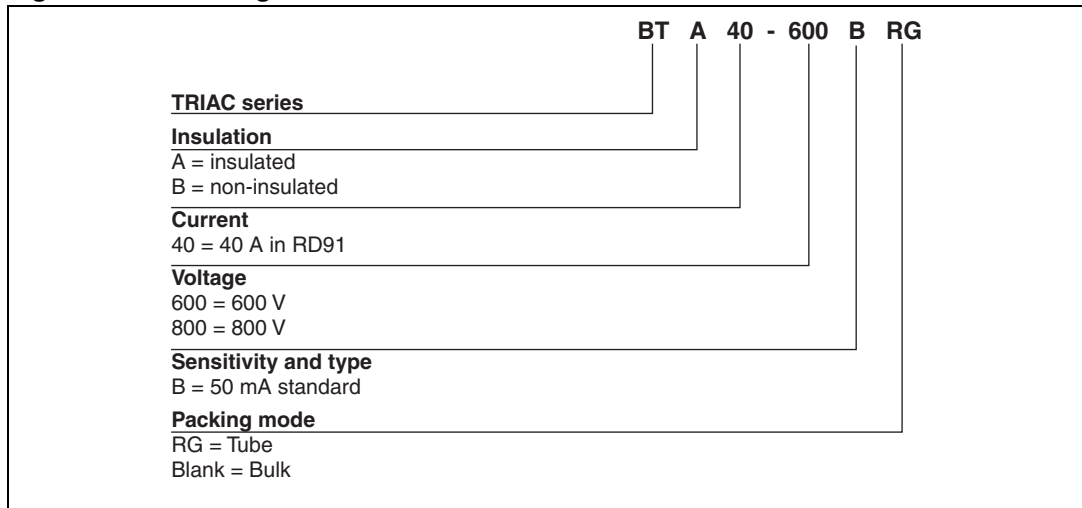 BT A 40 - 600 B RG
TRIAC series
Insulation
A = insulated
B = non-insulated
Current
40 = 40 A in RD91
Voltage
600 = 600 V
800 = 800 V
Sensitivity and type
B = 50 mA standard
Packing mode
RG = Tube
Blank = Bulk